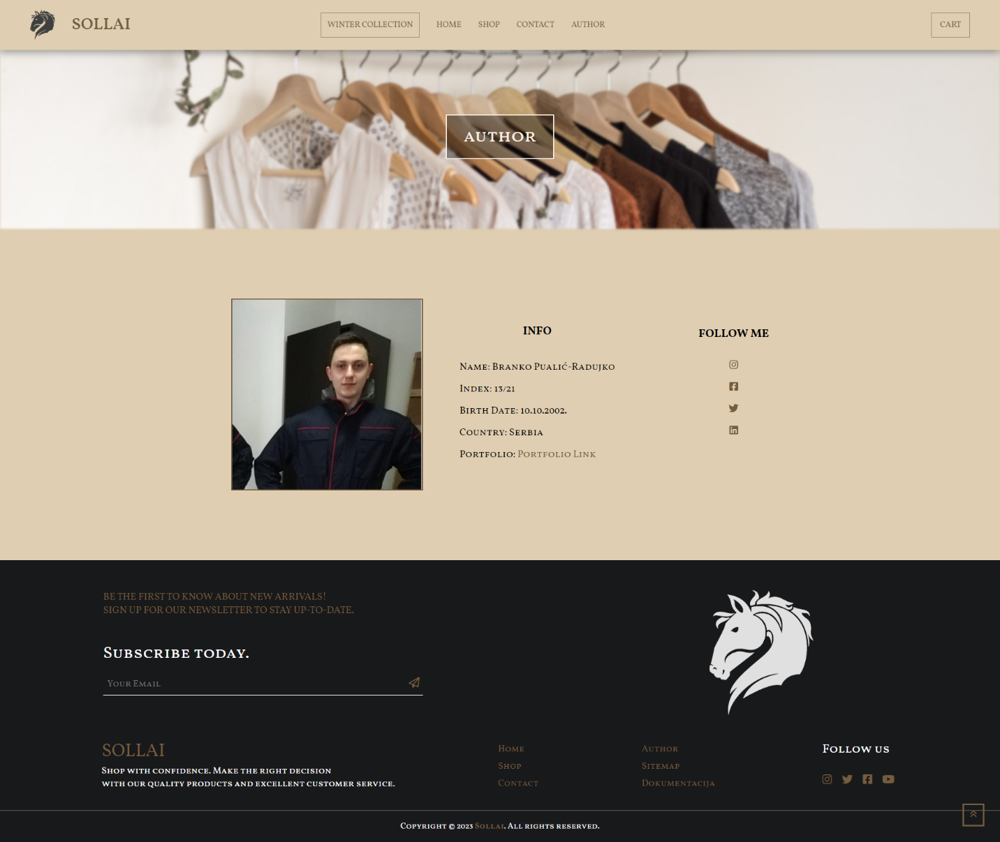 SOLLAI
WINTER COLLECTION
HOME
SHOP
CONTACT
AUTHOR
CART
AUTHOR
INFO
Name: Branko Pualić-Radujko
Index: 13/21
Birth Date: 10.10.2002.
Country: Serbia
Portfolio: Portfolio Link
FOLLOW ME
BE THE FIRST TO KNOW ABOUT NEW ARRIVALS!
SIGN UP FOR OUR NEWSLETTER TO STAY UP-TO-DATE.
Subscribe today.
Your Email
SOLLAI
Shop with confidence. Make the right decision
with our quality products and excellent customer service.
Home
Shop
Contact
Author
Sitemap
Dokumentacija
Follow us
Copyright © 2023 Sollai. All rights reserved.